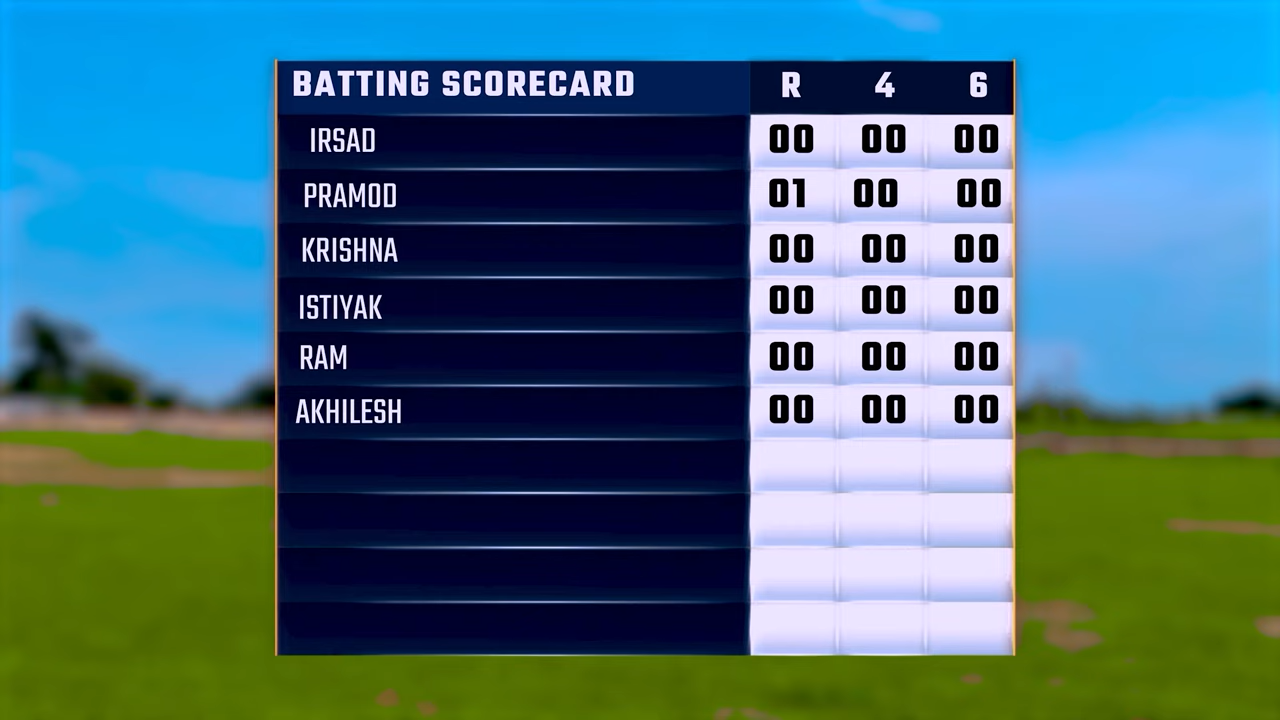 BATTING SCORECARD R 4 6
IRSAD 00 00 00
PRAMOD 01 00 00
KRISHNA 00 00 00
ISTIYAK 00 00 00
RAM 00 00 00
AKHILESH 00 00 00